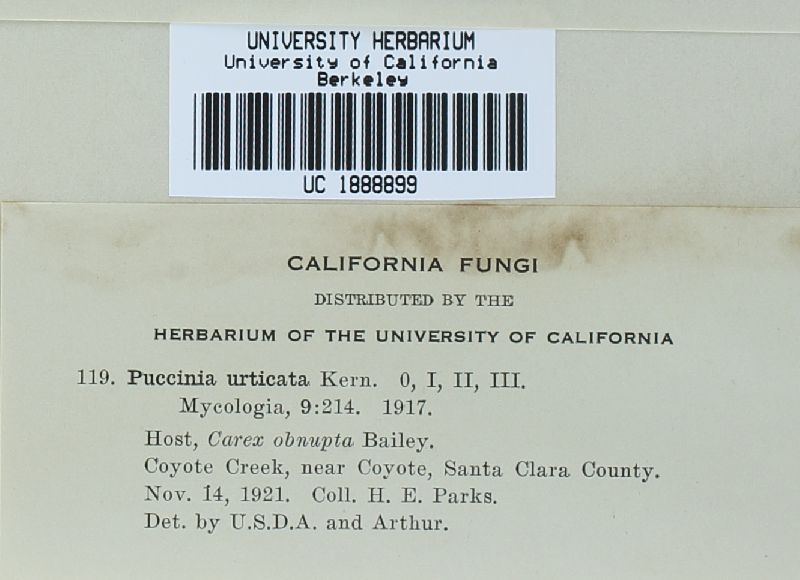 UNIVERSITY HERBARIUM
University of California
Berkeley
UC 1888899
CALIFORNIA FUNGI
DISTRIBUTED BY THE
HERBARIUM OF THE UNIVERSITY OF CALIFORNIA
119. Puccinia urticata Kern. 0, I, II, III.
Mycologia, 9:214. 1917.
Host, Carex obnupta Bailey.
Coyote Creek, near Coyote, Santa Clara County.
Nov. 14, 1921. Coll. H. E. Parks.
Det. by U.S.D.A. and Arthur.